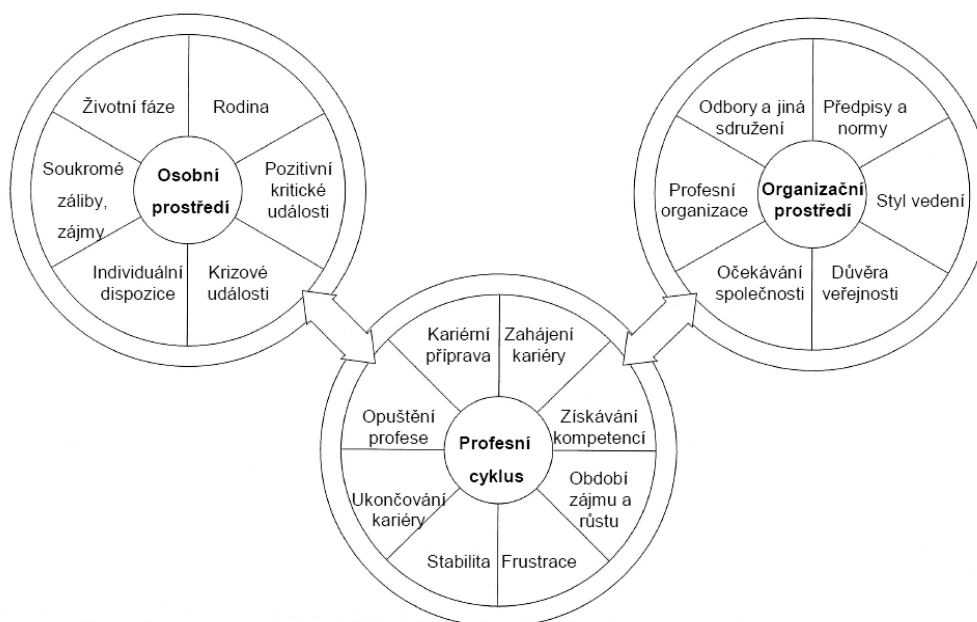 Životní fáze
Rodina
Soukromé
záliby,
zájmy
Osobní
prostředí
Pozitivní
kritické
události
Individuální
dispozice
Krizové
události
Odbory a jiná
sdružení
Předpisy a
normy
Profesní
organizace
Organizační
prostředí
Styl vedení
Očekávání
společnosti
Důvěra
veřejnosti
Kariérní
příprava
Zahájení
kariéry
Opuštění
profese
Získávání
kompetencí
Profesní
cyklus
Ukončování
kariéry
Období
zájmu a
růstu
Stabilita
Frustrace